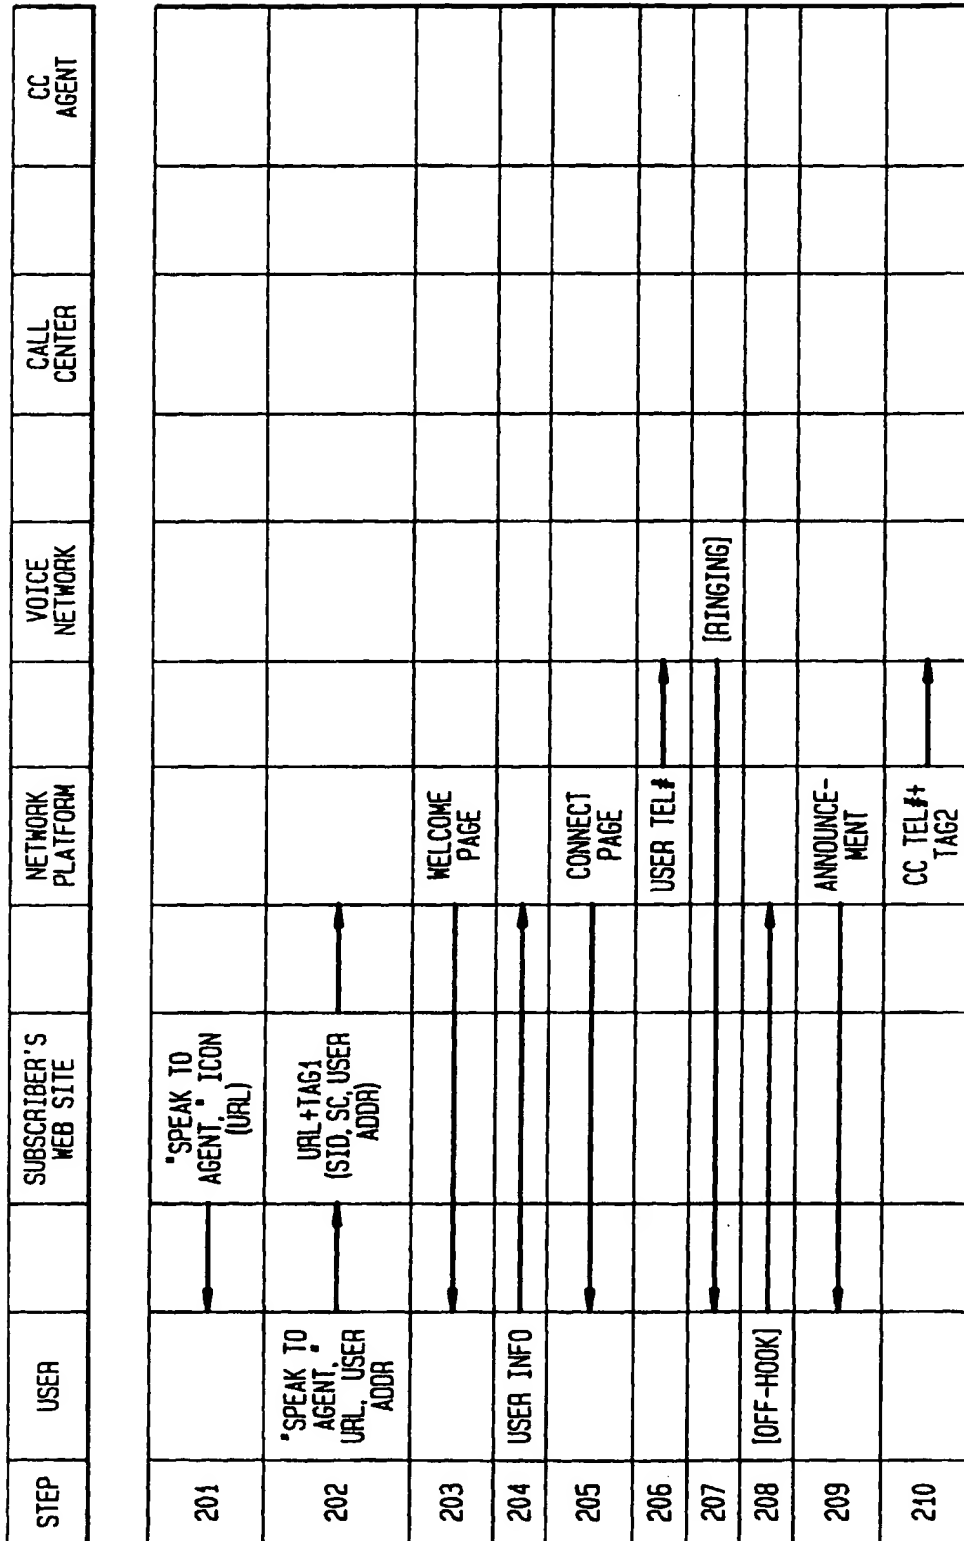 STEP
USER
SUBSCRIBER'S
WEB SITE
NETWORK
PLATFORM
VOICE
NETWORK
CALL
CENTER
CC
AGENT
201
"SPEAK TO
AGENT," ICON
(URL)
202
"SPEAK TO
AGENT,"
URL, USER
ADDR
URL+TAG1
(SID, SC, USER
ADDR)
203
WELCOME
PAGE
204
USER INFO
205
CONNECT
PAGE
206
USER TEL#
207
[RINGING]
208
[OFF-HOOK]
209
ANNOUNCE-
MENT
210
CC TEL#+
TAG2